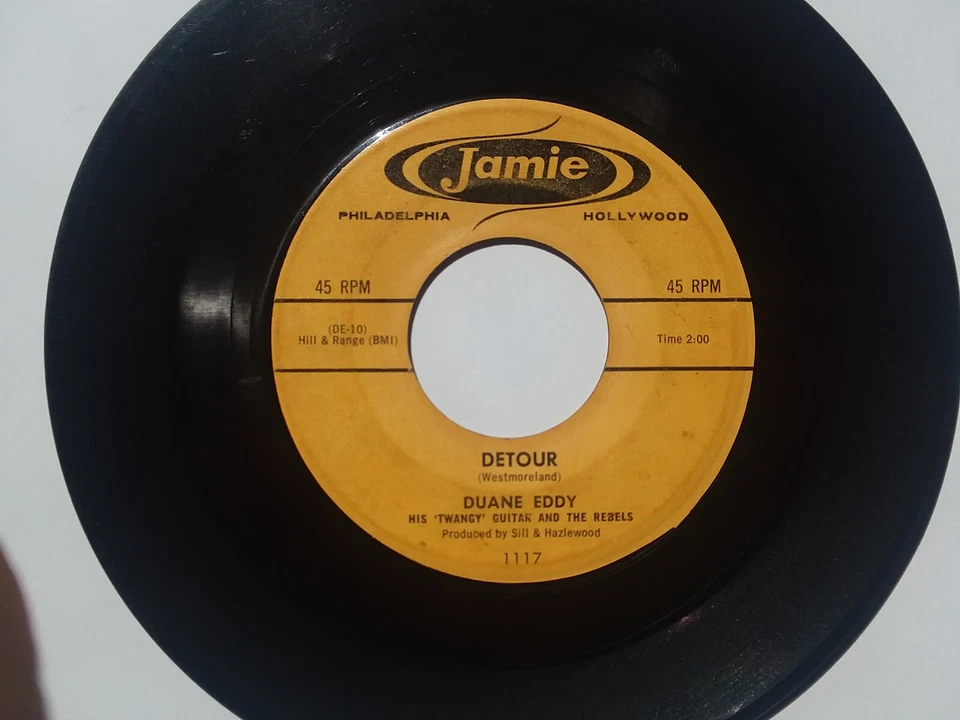 Jamie
PHILADELPHIA HOLLYWOOD
45 RPM 45 RPM
(DE-10)
Hill & Range (BMI) Time 2:00
DETOUR
(Westmoreland)
DUANE EDDY
HIS 'TWANGY' GUITAR AND THE REBELS
Produced by Sill & Hazlewood
1117